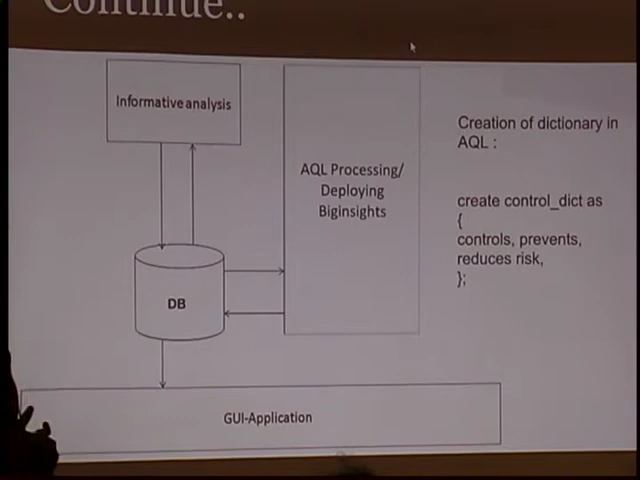 Continue..
Informative analysis
AQL Processing/
Deploying
Biginsights
DB
GUI-Application
Creation of dictionary in
AQL :
create control_dict as
{
controls, prevents,
reduces risk,
};